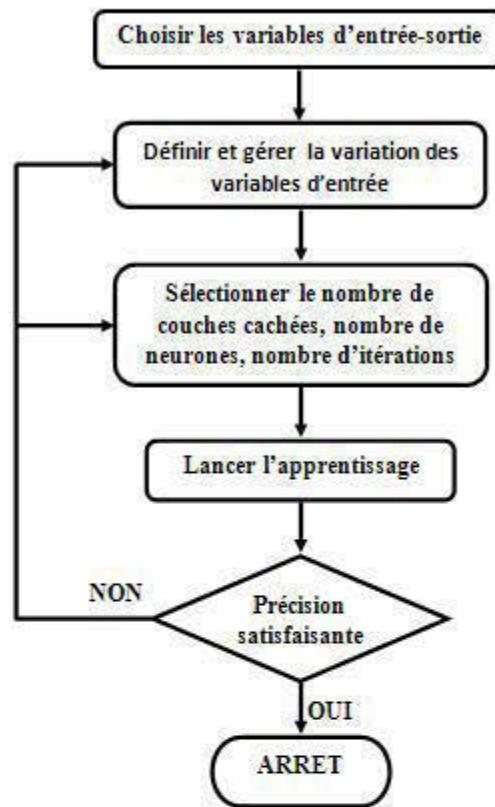 Choisir les variables d'entrée-sortie
Définir et gérer la variation des
variables d'entrée
Sélectionner le nombre de
couches cachées, nombre de
neurones, nombre d'itérations
Lancer l'apprentissage
NON
Précision
satisfaisante
OUI
ARRET